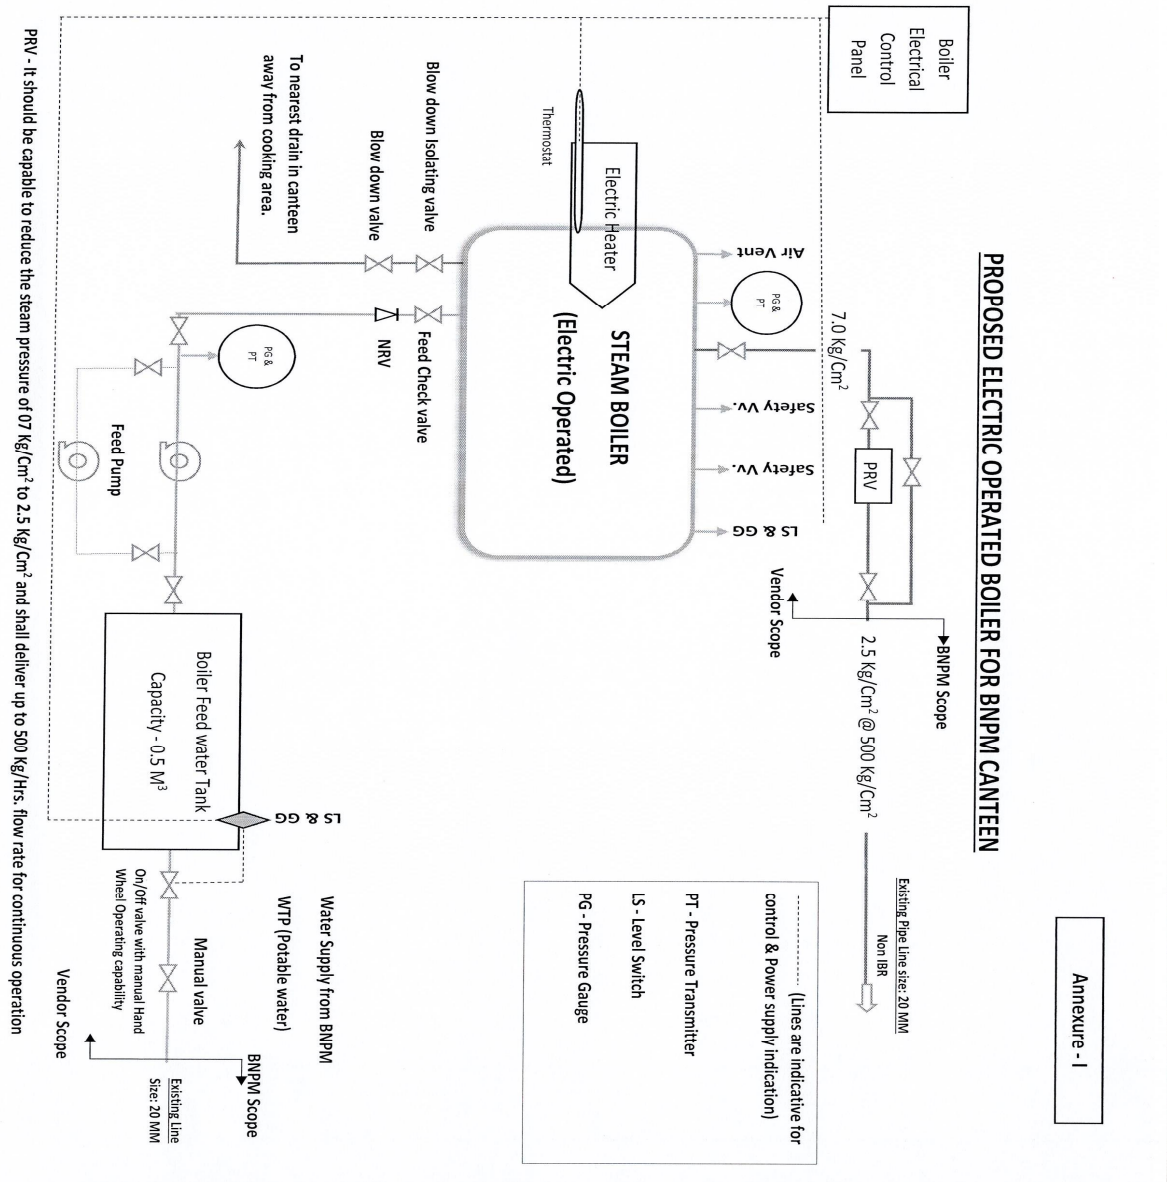 Annexure - I
PROPOSED ELECTRIC OPERATED BOILER FOR BNPM CANTEEN
Boiler
Electrical
Control
Panel
7.0 Kg/Cm²
PRV
BNPM Scope
Vendor Scope
2.5 Kg/Cm² @ 500 Kg/Cm²
Existing Pipe Line size: 20 MM
Non IBR
Air Vent
PG &
PT
Safety Vv.
Safety Vv.
LS & GG
Electric Heater
Thermostat
STEAM BOILER
(Electric Operated)
-------------- (Lines are indicative for
control & Power supply indication)
PT - Pressure Transmitter
LS - Level Switch
PG - Pressure Gauge
Blow down Isolating valve
Blow down valve
To nearest drain in canteen
away from cooking area.
Feed Check valve
NRV
PG &
PT
Feed Pump
Boiler Feed water Tank
Capacity - 0.5 M³
LS & GG
Water Supply from BNPM
WTP (Potable water)
Manual valve
On/Off valve with manual Hand
Wheel Operating capability
BNPM Scope
Vendor Scope
Existing Line
Size: 20 MM
PRV - It should be capable to reduce the steam pressure of 07 Kg/Cm² to 2.5 Kg/Cm² and shall deliver up to 500 Kg/Hrs. flow rate for continuous operation